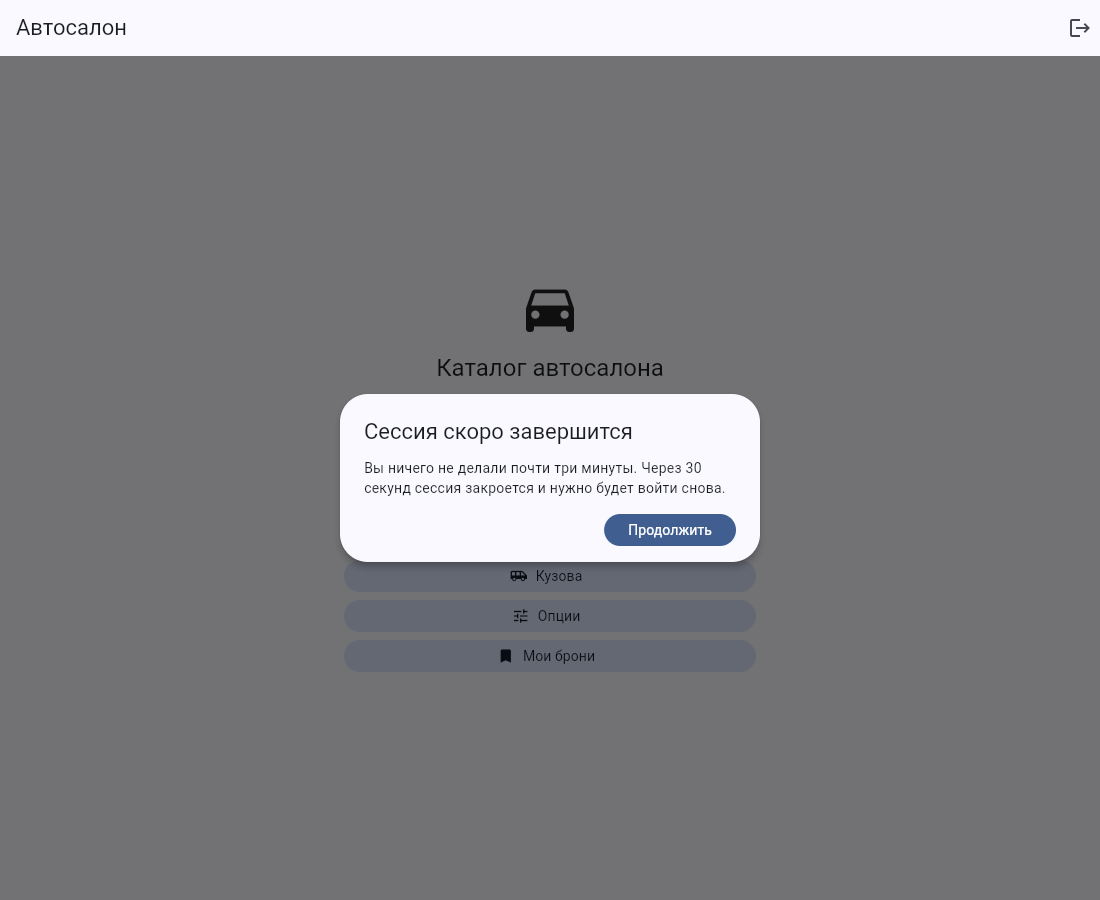 Автосалон
Каталог автосалона
Сессия скоро завершится
Вы ничего не делали почти три минуты. Через 30
секунд сессия закроется и нужно будет войти снова.
Продолжить
Кузова
Опции
Мои брони